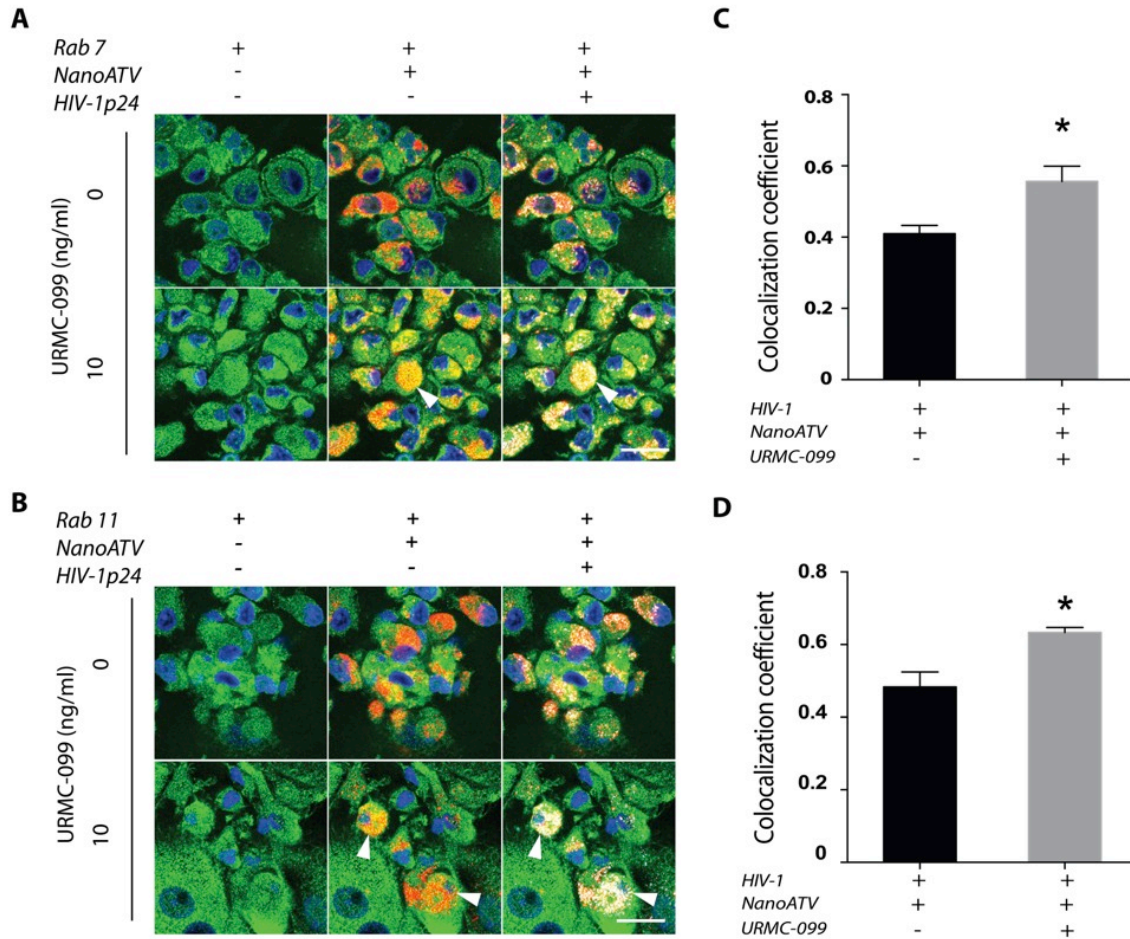 A
Rab 7 + + +
NanoATV - + +
HIV-1p24 - - +
URMC-099 (ng/ml)
0
10
B
Rab 11 + + +
NanoATV - + +
HIV-1p24 - - +
URMC-099 (ng/ml)
0
10
C
Colocalization coefficient
0.8
0.6
0.4
0.2
0
*
HIV-1 + +
NanoATV + +
URMC-099 - +
D
Colocalization coefficient
0.8
0.6
0.4
0.2
0
*
HIV-1 + +
NanoATV + +
URMC-099 - +